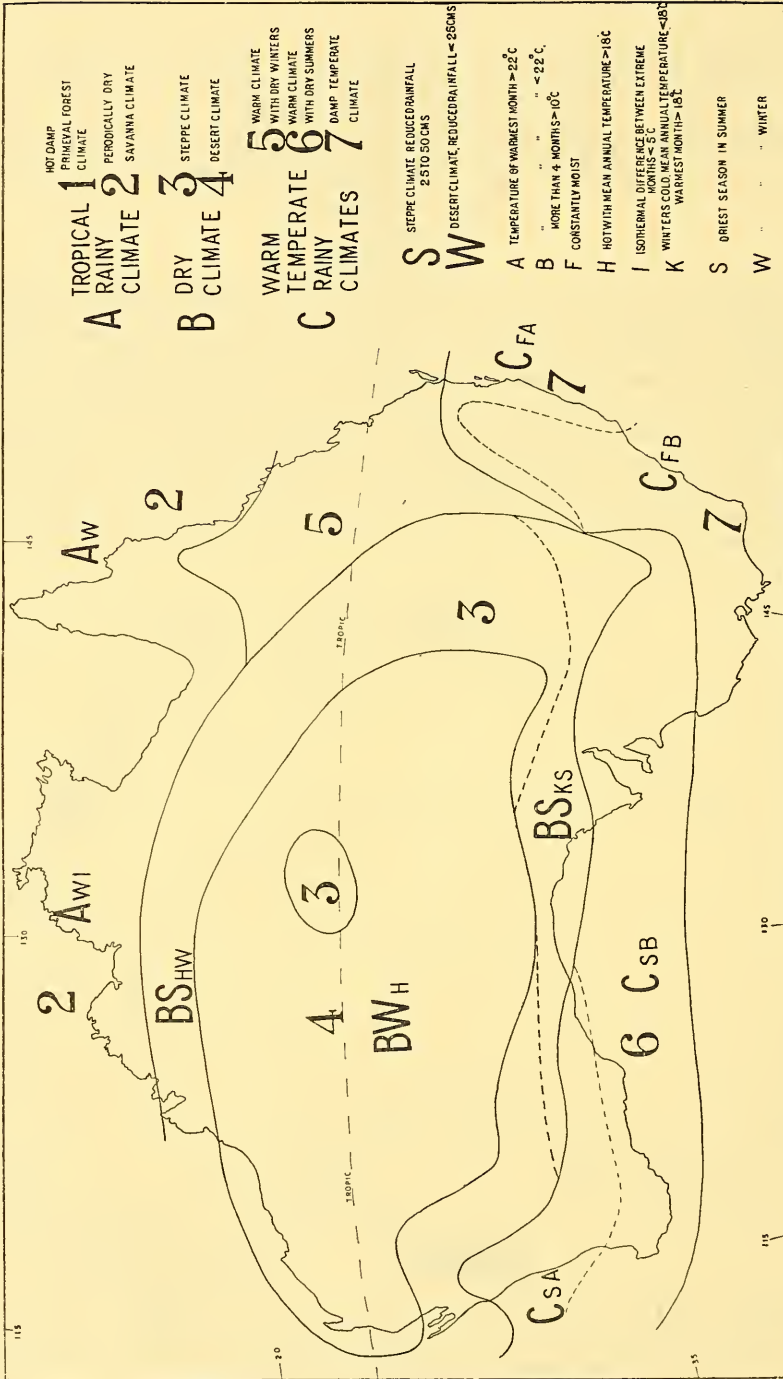 115
130
145
20
35
2
AWI
AW
2
BSHW
TROPIC
TROPIC
4
3
5
BWH
3
BSKS
CSA
6 CSB
CFA
7
CFB
7
115
130
145
A TROPICAL RAINY CLIMATE
1 HOT DAMP PRIMEVAL FOREST CLIMATE
2 PERIODICALLY DRY SAVANNA CLIMATE
B DRY CLIMATE
3 STEPPE CLIMATE
4 DESERT CLIMATE
C WARM TEMPERATE RAINY CLIMATES
5 WARM CLIMATE WITH DRY WINTERS
6 WARM CLIMATE WITH DRY SUMMERS
7 DAMP TEMPERATE CLIMATE
S STEPPE CLIMATE REDUCED RAINFALL
25 TO 50 CMS
W DESERT CLIMATE, REDUCED RAINFALL < 25CMS
A TEMPERATURE OF WARMEST MONTH > 22°C
B " " " " < 22°C,
MORE THAN 4 MONTHS > 10°C
F CONSTANTLY MOIST
H HOT WITH MEAN ANNUAL TEMPERATURE > 18°C
I ISOTHERMAL DIFFERENCE BETWEEN EXTREME
MONTHS < 5°C
K WINTERS COLD, MEAN ANNUAL TEMPERATURE < 18°C
WARMEST MONTH > 18°C
S DRIEST SEASON IN SUMMER
W " " " WINTER